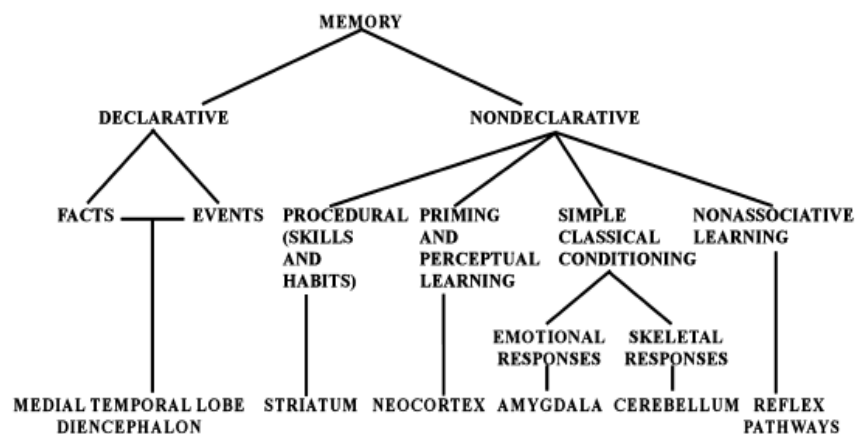 MEMORY
DECLARATIVE
NONDECLARATIVE
FACTS
EVENTS
PROCEDURAL
(SKILLS
AND
HABITS)
PRIMING
AND
PERCEPTUAL
LEARNING
SIMPLE
CLASSICAL
CONDITIONING
NONASSOCIATIVE
LEARNING
EMOTIONAL
RESPONSES
SKELETAL
RESPONSES
MEDIAL TEMPORAL LOBE
DIENCEPHALON
STRIATUM
NEOCORTEX
AMYGDALA
CEREBELLUM
REFLEX
PATHWAYS